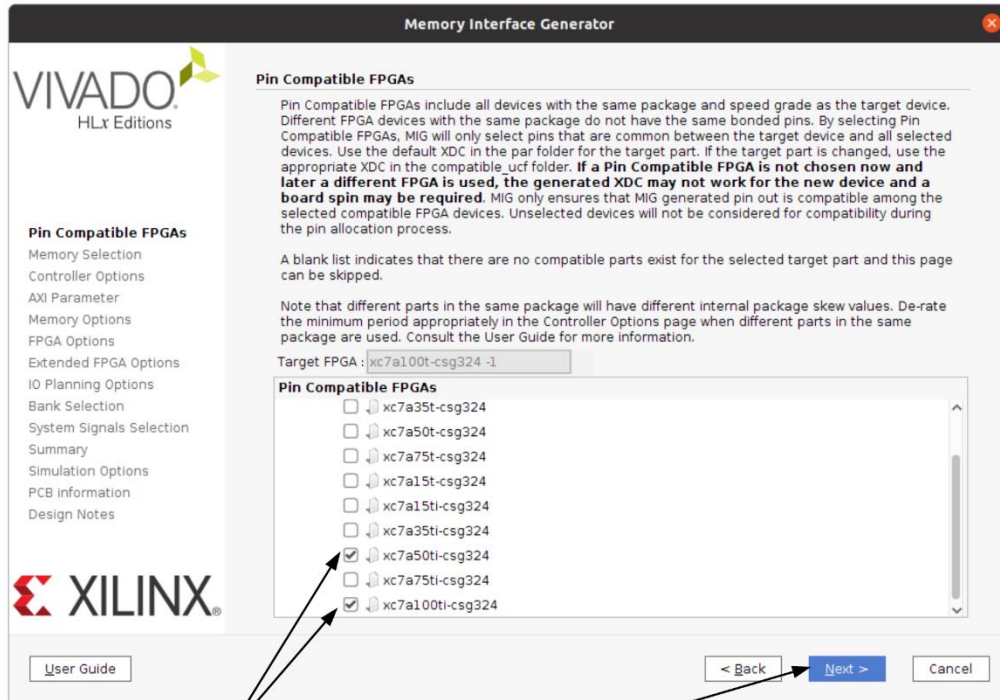 Memory Interface Generator
VIVADO.
HLx Editions
Pin Compatible FPGAs
Memory Selection
Controller Options
AXI Parameter
Memory Options
FPGA Options
Extended FPGA Options
IO Planning Options
Bank Selection
System Signals Selection
Summary
Simulation Options
PCB information
Design Notes
XILINX®
Pin Compatible FPGAs
Pin Compatible FPGAs include all devices with the same package and speed grade as the target device.
Different FPGA devices with the same package do not have the same bonded pins. By selecting Pin
Compatible FPGAs, MIG will only select pins that are common between the target device and all selected
devices. Use the default XDC in the par folder for the target part. If the target part is changed, use the
appropriate XDC in the compatible_ucf folder. If a Pin Compatible FPGA is not chosen now and
later a different FPGA is used, the generated XDC may not work for the new device and a
board spin may be required. MIG only ensures that MIG generated pin out is compatible among the
selected compatible FPGA devices. Unselected devices will not be considered for compatibility during
the pin allocation process.
A blank list indicates that there are no compatible parts exist for the selected target part and this page
can be skipped.
Note that different parts in the same package will have different internal package skew values. De-rate
the minimum period appropriately in the Controller Options page when different parts in the same
package are used. Consult the User Guide for more information.
Target FPGA : xc7a100t-csg324 -1
Pin Compatible FPGAs
xc7a35t-csg324
xc7a50t-csg324
xc7a75t-csg324
xc7a15t-csg324
xc7a15ti-csg324
xc7a35ti-csg324
xc7a50ti-csg324
xc7a75ti-csg324
xc7a100ti-csg324
User Guide
< Back
Next >
Cancel